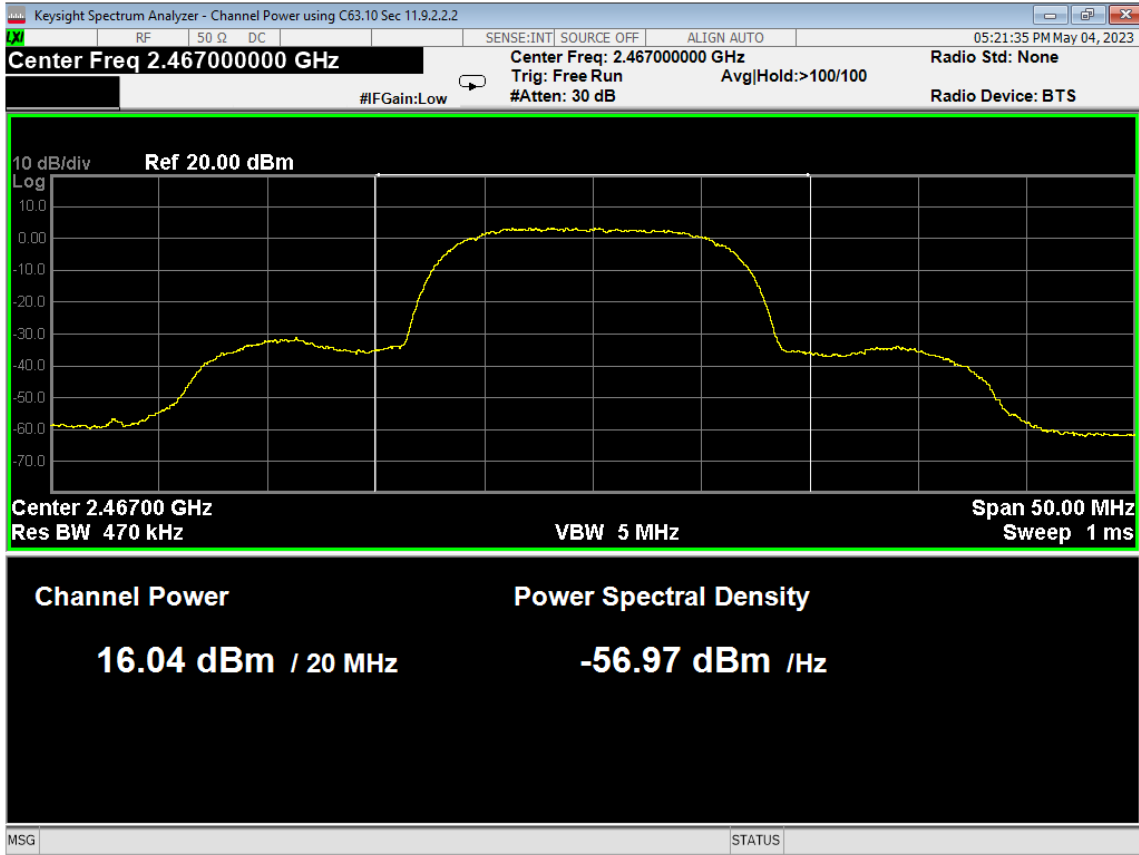 Keysight Spectrum Analyzer - Channel Power using C63.10 Sec 11.9.2.2.2
LXI RF 50 Ω DC SENSE:INT SOURCE OFF ALIGN AUTO 05:21:35 PM May 04, 2023
Center Freq 2.467000000 GHz Center Freq: 2.467000000 GHz Radio Std: None
Trig: Free Run Avg|Hold:>100/100
#IFGain:Low #Atten: 30 dB Radio Device: BTS
10 dB/div Ref 20.00 dBm
Log
10.0
0.00
-10.0
-20.0
-30.0
-40.0
-50.0
-60.0
-70.0
Center 2.46700 GHz Span 50.00 MHz
Res BW 470 kHz VBW 5 MHz Sweep 1 ms
Channel Power Power Spectral Density
16.04 dBm / 20 MHz -56.97 dBm /Hz
MSG STATUS